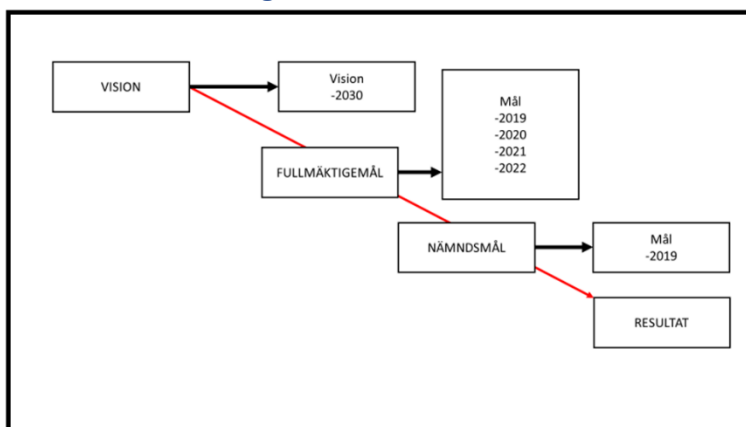 VISION
Vision
-2030
FULLMÄKTIGEMÅL
Mål
-2019
-2020
-2021
-2022
NÄMNDSMÅL
Mål
-2019
RESULTAT